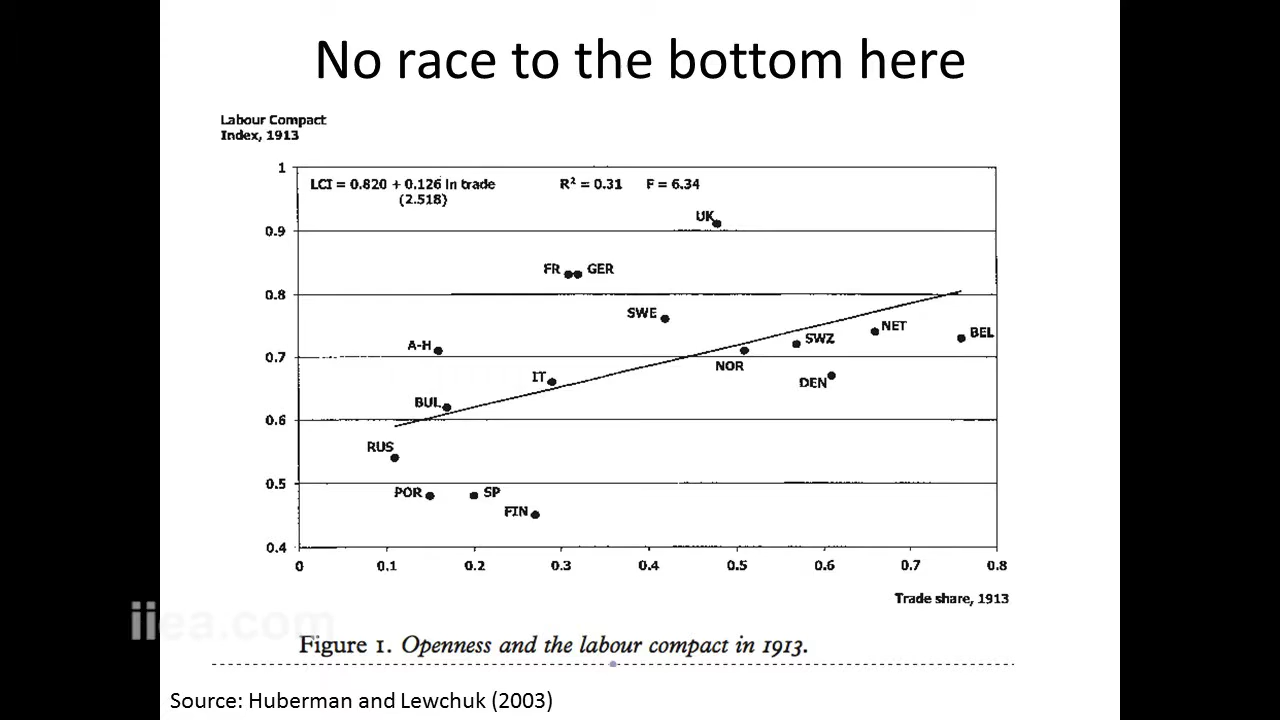 No race to the bottom here
Labour Compact
Index, 1913
1
LCI = 0.820 + 0.126 ln trade
(2.518)
R² = 0.31 F = 6.34
UK
0.9
FR GER
0.8
SWE
NET
SWZ
BEL
A-H
0.7
NOR
IT
DEN
BUL
0.6
RUS
0.5
POR SP
FIN
0.4
0 0.1 0.2 0.3 0.4 0.5 0.6 0.7 0.8
Trade share, 1913
iiea.com
Figure 1. Openness and the labour compact in 1913.
Source: Huberman and Lewchuk (2003)